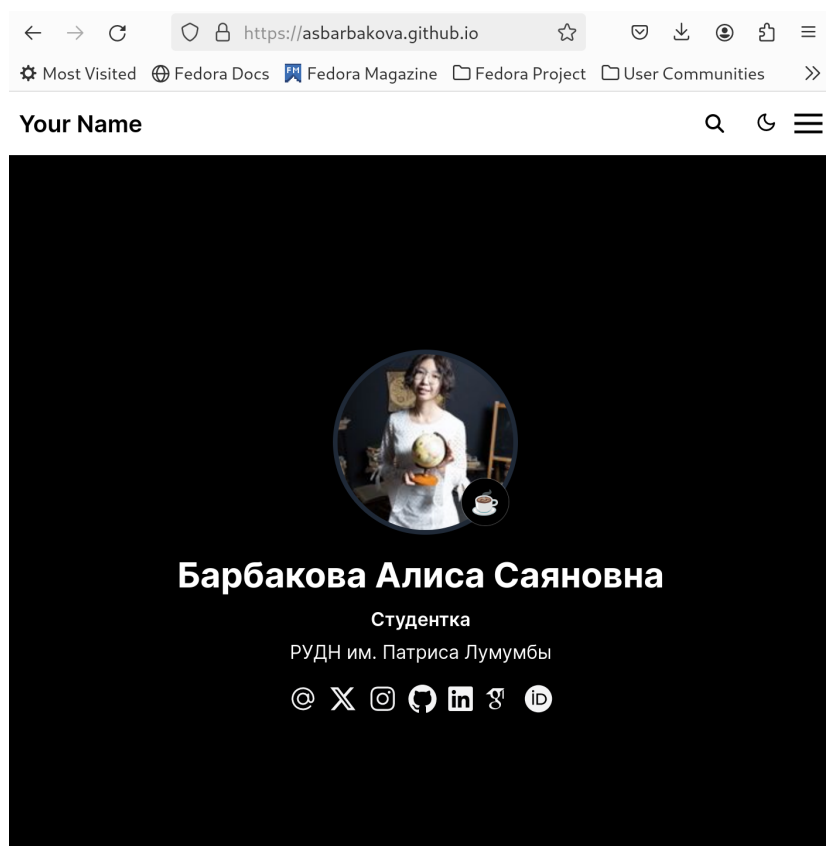 https://asbarbakova.github.io
Most Visited Fedora Docs Fedora Magazine Fedora Project User Communities
Your Name
Барбакова Алиса Саяновна
Студентка
РУДН им. Патриса Лумумбы